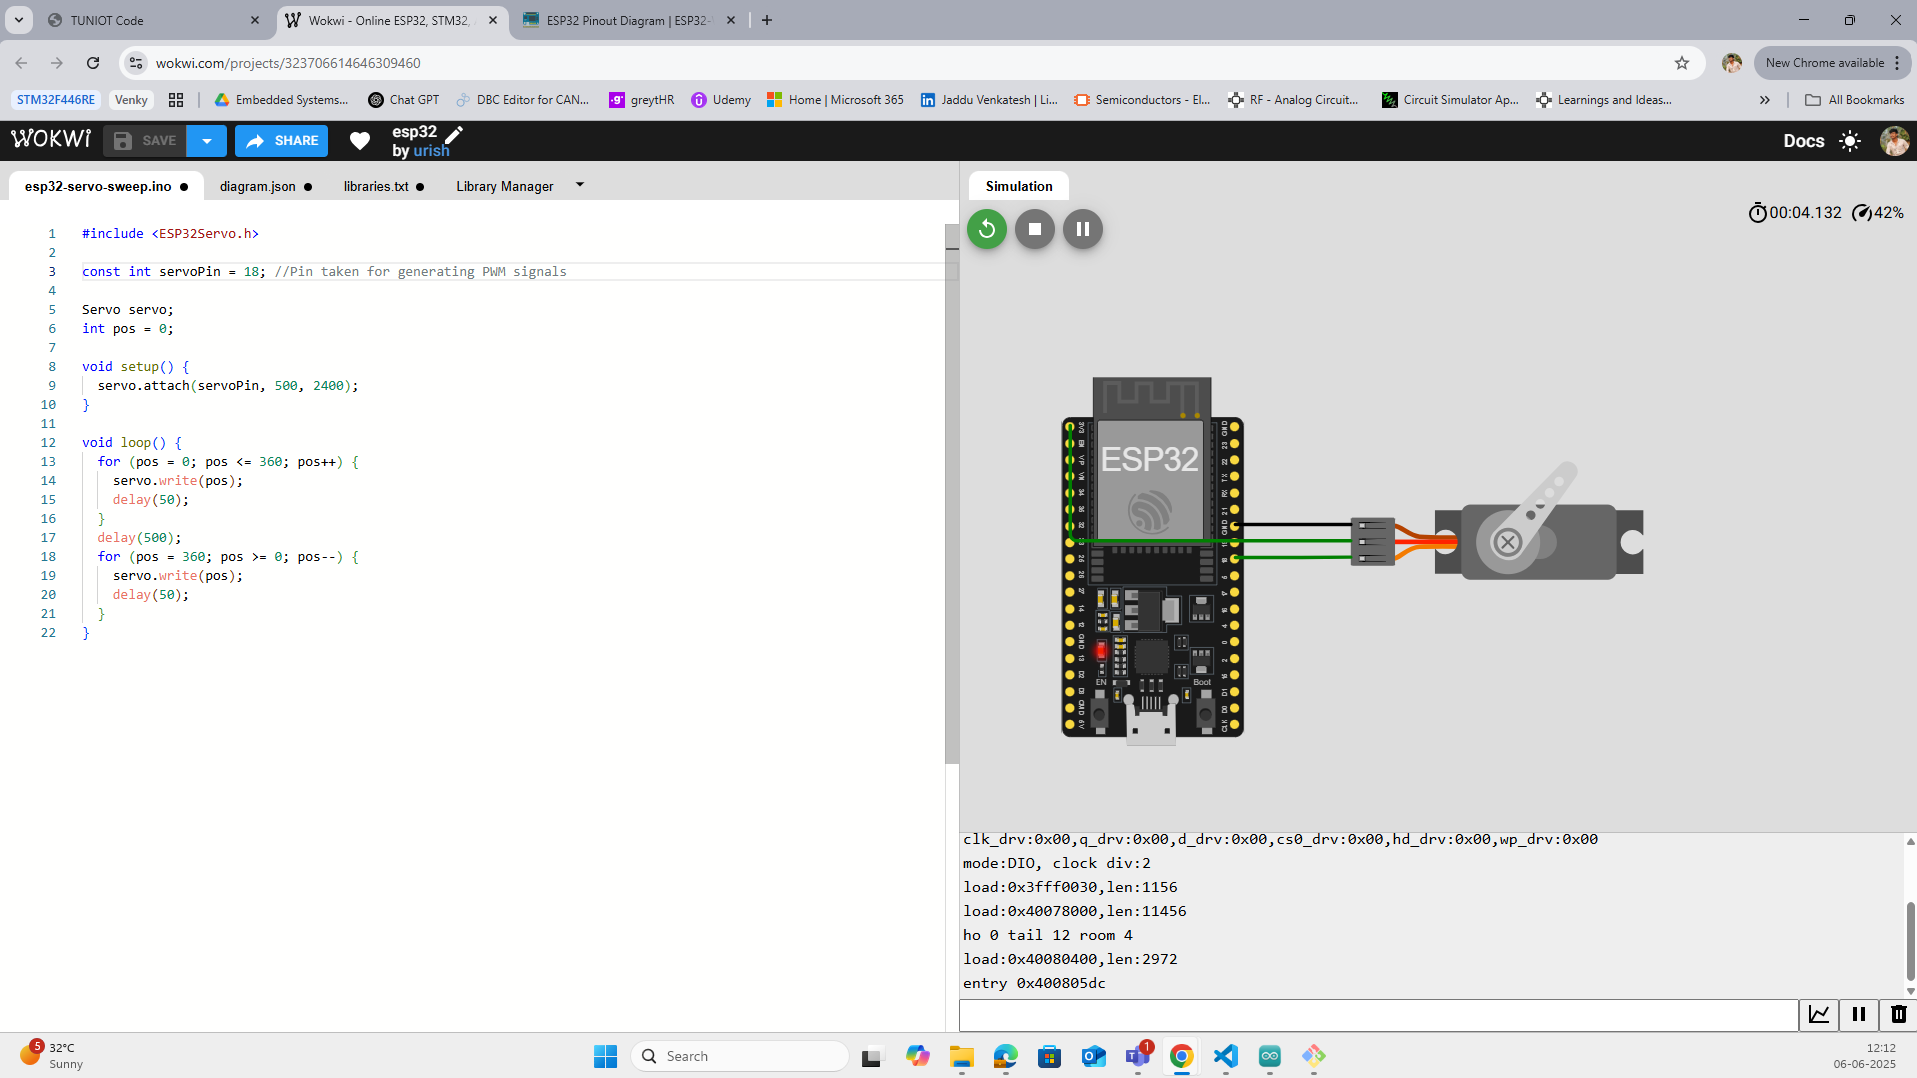 TUNIOT Code
Wokwi - Online ESP32, STM32,
ESP32 Pinout Diagram | ESP32-
wokwi.com/projects/323706614646309460
New Chrome available
STM32F446RE
Venky
Embedded Systems...
Chat GPT
DBC Editor for CAN...
greytHR
Udemy
Home | Microsoft 365
Jaddu Venkatesh | Li...
Semiconductors - El...
RF - Analog Circuit...
Circuit Simulator Ap...
Learnings and Ideas...
All Bookmarks
WOKWI
SAVE
SHARE
esp32
by urish
Docs
esp32-servo-sweep.ino
diagram.json
libraries.txt
Library Manager
Simulation
00:04.132
42%
1 #include <ESP32Servo.h>
2
3 const int servoPin = 18; //Pin taken for generating PWM signals
4
5 Servo servo;
6 int pos = 0;
7
8 void setup() {
9 servo.attach(servoPin, 500, 2400);
10 }
11
12 void loop() {
13 for (pos = 0; pos <= 360; pos++) {
14 servo.write(pos);
15 delay(50);
16 }
17 delay(500);
18 for (pos = 360; pos >= 0; pos--) {
19 servo.write(pos);
20 delay(50);
21 }
22 }
ESP32
EN
Boot
clk_drv:0x00,q_drv:0x00,d_drv:0x00,cs0_drv:0x00,hd_drv:0x00,wp_drv:0x00
mode:DIO, clock div:2
load:0x3fff0030,len:1156
load:0x40078000,len:11456
ho 0 tail 12 room 4
load:0x40080400,len:2972
entry 0x400805dc
5
32°C
Sunny
Search
1
12:12
06-06-2025